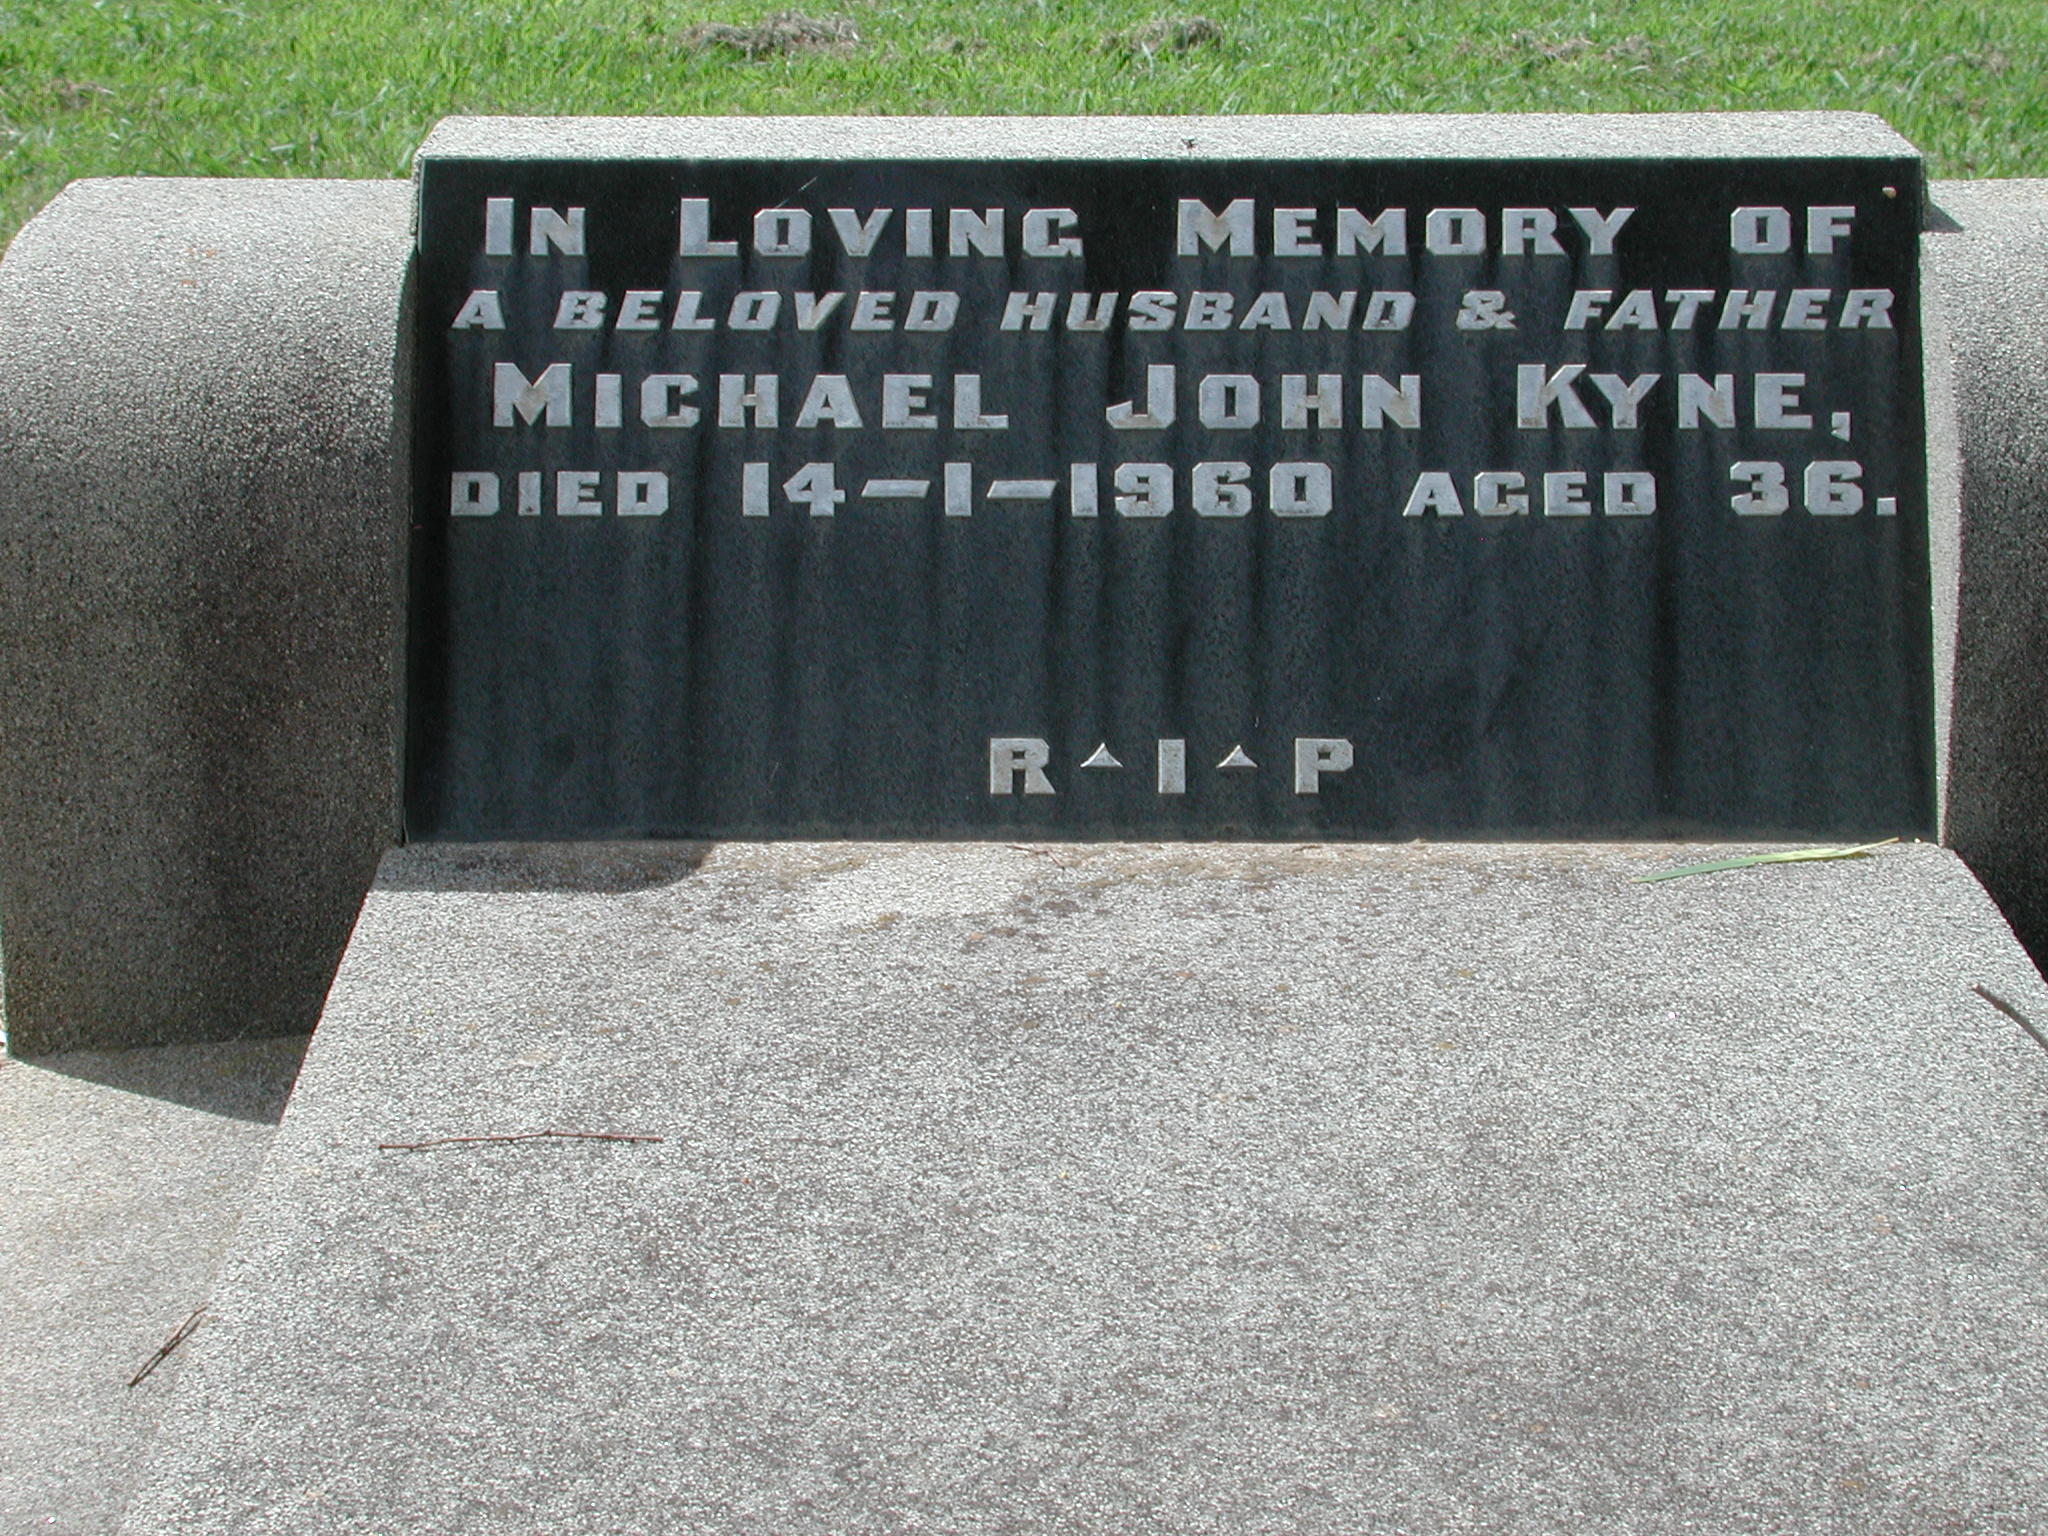 IN LOVING MEMORY OF
A BELOVED HUSBAND & FATHER
MICHAEL JOHN KYNE,
DIED 14-1-1960 AGED 36.
R ▴ I ▴ P